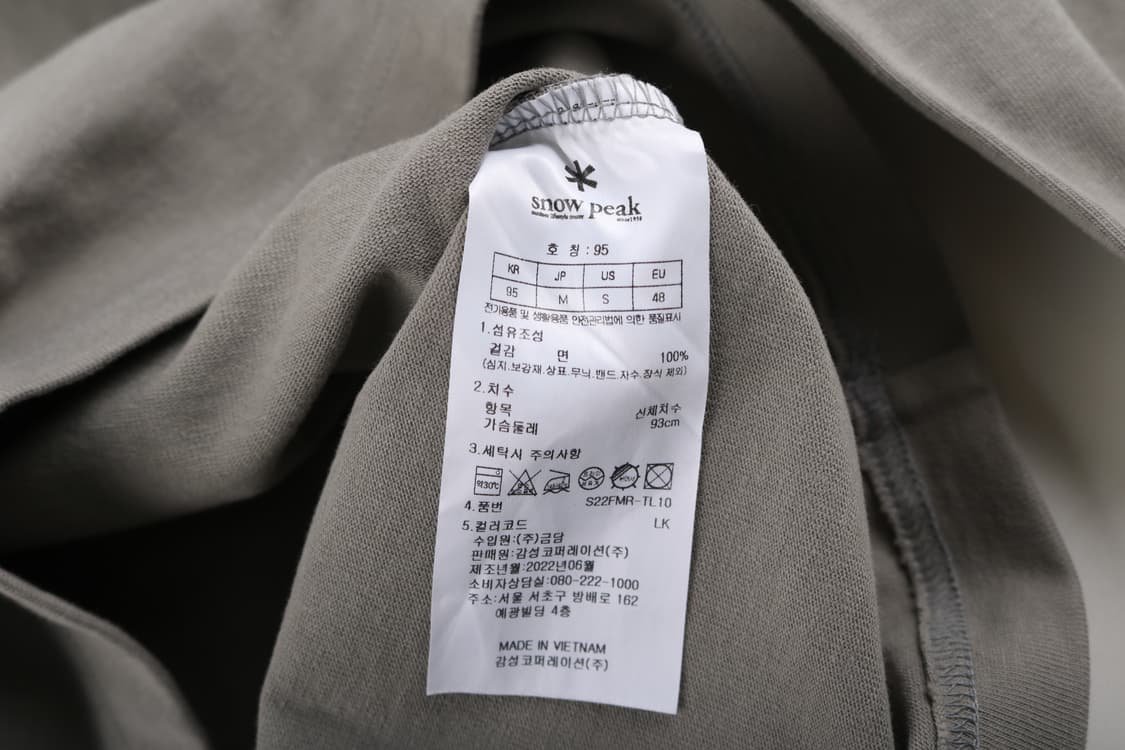 snow peak
호 칭 : 95
KR JP US EU
95 M S 48
전기용품 및 생활용품 안전관리법에 의한 품질표시
1.섬유조성
겉감 면 100%
(심지.보강재.상표.무늬.밴드.자수.장식 제외)
2.치수
항목 신체치수
가슴둘레 93cm
3.세탁시 주의사항
약30℃
4.품번 S22FMR-TL10
5.컬러코드 LK
수입원:(주)금담
판매원:감성코퍼레이션(주)
제조년월:2022년06월
소비자상담실:080-222-1000
주소:서울 서초구 방배로 162
예광빌딩 4층
MADE IN VIETNAM
감성코퍼레이션(주)